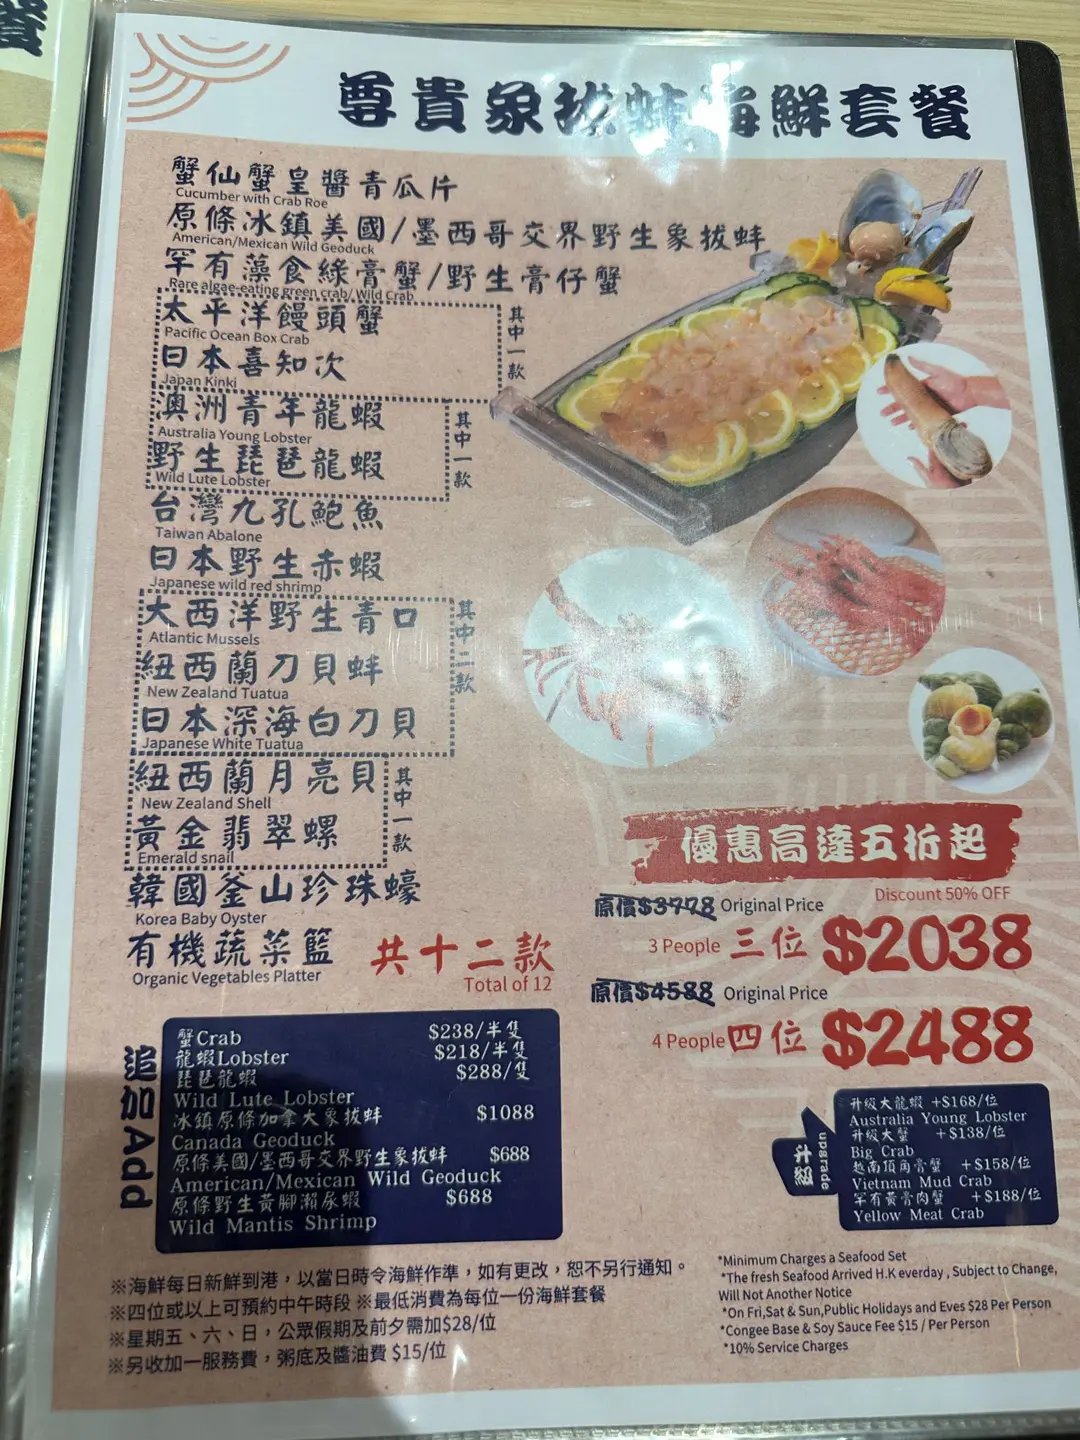 餐
尊貴象拔蚌海鮮套餐
蟹仙蟹皇醬青瓜片
Cucumber with Crab Roe
原條冰鎮美國/墨西哥交界野生象拔蚌
American/Mexican Wild Geoduck
罕有藻食綠膏蟹/野生膏仔蟹
Rare algae-eating green crab/Wild Crab
太平洋饅頭蟹
Pacific Ocean Box Crab
日本喜知次
Japan Kinki
其中一款
澳洲青年龍蝦
Australia Young Lobster
野生琵琶龍蝦
Wild Lute Lobster
其中一款
台灣九孔鮑魚
Taiwan Abalone
日本野生赤蝦
Japanese wild red shrimp
大西洋野生青口
Atlantic Mussels
紐西蘭刀貝蚌
New Zealand Tuatua
日本深海白刀貝
Japanese White Tuatua
其中二款
紐西蘭月亮貝
New Zealand Shell
黃金翡翠螺
Emerald snail
其中一款
韓國釜山珍珠蠔
Korea Baby Oyster
有機蔬菜籃
Organic Vegetables Platter
共十二款
Total of 12
優惠高達五折起
Discount 50% OFF
原價$3778 Original Price
3 People 三位 $2038
原價$4588 Original Price
4 People 四位 $2488
追加 Add
蟹Crab $238/半隻
龍蝦Lobster $218/半隻
琵琶龍蝦 $288/隻
Wild Lute Lobster
冰鎮原條加拿大象拔蚌 $1088
Canada Geoduck
原條美國/墨西哥交界野生象拔蚌 $688
American/Mexican Wild Geoduck
原條野生黃腳瀨尿蝦 $688
Wild Mantis Shrimp
升級 upgrade
升級大龍蝦 +$168/位
Australia Young Lobster
升級大蟹 +$138/位
Big Crab
越南頂角膏蟹 +$158/位
Vietnam Mud Crab
罕有黃膏肉蟹 +$188/位
Yellow Meat Crab
※海鮮每日新鮮到港，以當日時令海鮮作準，如有更改，恕不另行通知。
※四位或以上可預約中午時段 ※最低消費為每位一份海鮮套餐
※星期五、六、日，公眾假期及前夕需加$28/位
※另收加一服務費，粥底及醬油費 $15/位
*Minimum Charges a Seafood Set
*The fresh Seafood Arrived H.K everday , Subject to Change,
Will Not Another Notice
*On Fri,Sat & Sun,Public Holidays and Eves $28 Per Person
*Congee Base & Soy Sauce Fee $15 / Per Person
*10% Service Charges